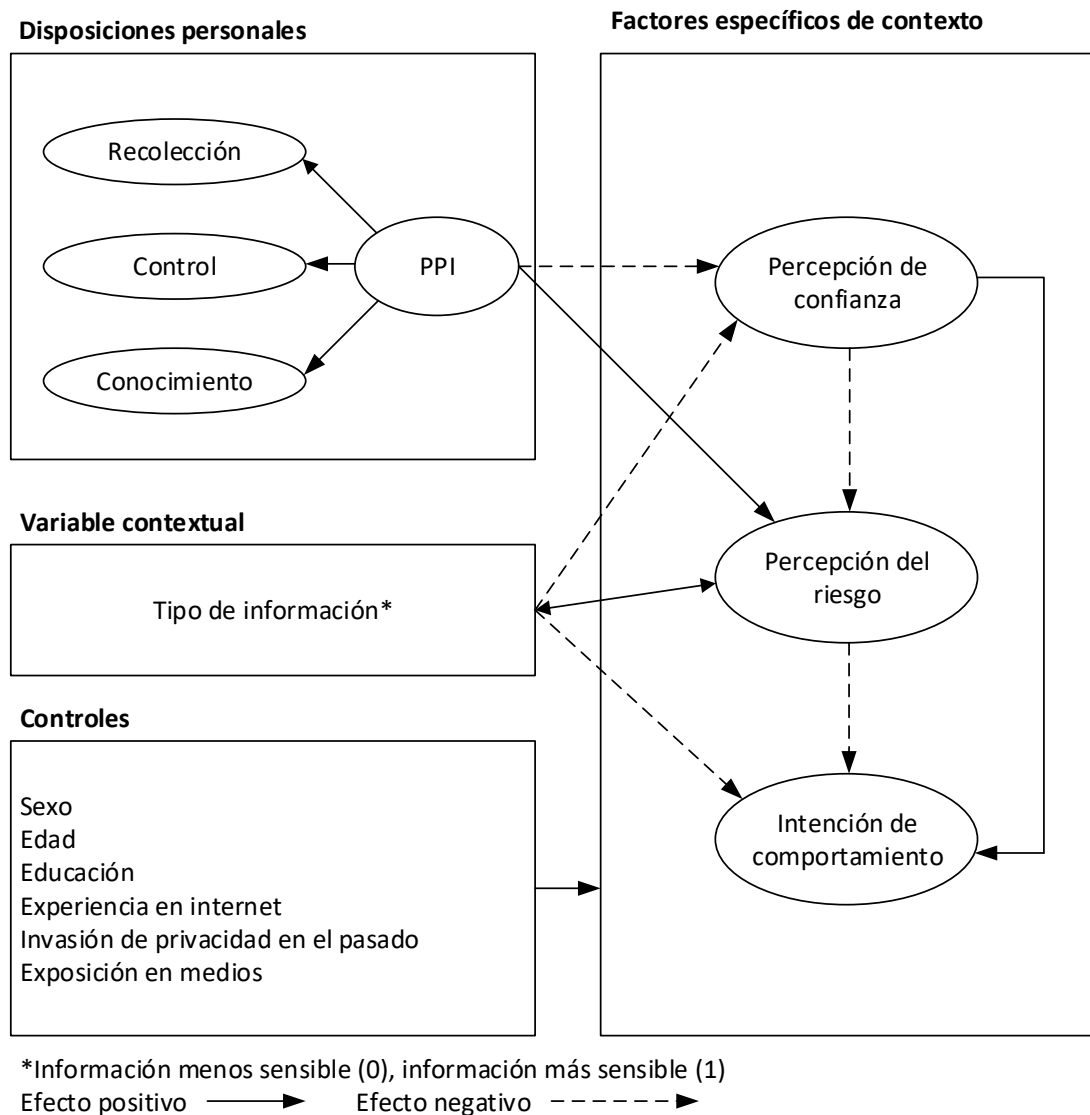 Disposiciones personales
Recolección
Control
Conocimiento
PPI
Factores específicos de contexto
Percepción de
confianza
Percepción del
riesgo
Intención de
comportamiento
Variable contextual
Tipo de información*
Controles
Sexo
Edad
Educación
Experiencia en internet
Invasión de privacidad en el pasado
Exposición en medios
*Información menos sensible (0), información más sensible (1)
Efecto positivo Efecto negativo